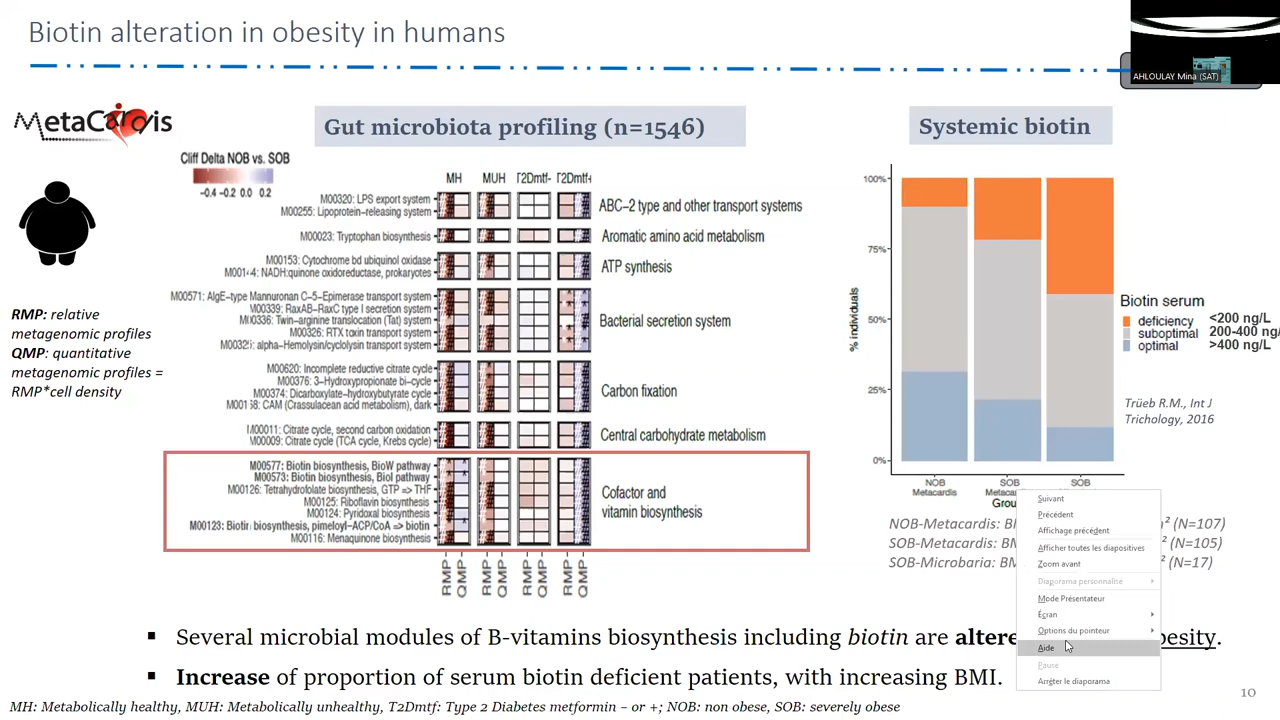 Biotin alteration in obesity in humans
AHLOULAY Mina (SAT)
MetaCardis
Gut microbiota profiling (n=1546)
Systemic biotin
Cliff Delta NOB vs. SOB
-0.4 -0.2 0.0 0.2
MH MUH T2Dmtf- T2Dmtf+
M00320: LPS export system
M00255: Lipoprotein-releasing system
ABC-2 type and other transport systems
M00023: Tryptophan biosynthesis
Aromatic amino acid metabolism
M00153: Cytochrome bd ubiquinol oxidase
M00144: NADH:quinone oxidoreductase, prokaryotes
ATP synthesis
M00571: AlgE-type Mannuronan C-5-Epimerase transport system
M00339: RaxAB-RaxC type I secretion system
M00336: Twin-arginine translocation (Tat) system
M00326: RTX toxin transport system
M00325: alpha-Hemolysin/cyclolysin transport system
Bacterial secretion system
M00620: Incomplete reductive citrate cycle
M00376: 3-Hydroxypropionate bi-cycle
M00374: Dicarboxylate-hydroxybutyrate cycle
M00168: CAM (Crassulacean acid metabolism), dark
Carbon fixation
M00011: Citrate cycle, second carbon oxidation
M00009: Citrate cycle (TCA cycle, Krebs cycle)
Central carbohydrate metabolism
M00577: Biotin biosynthesis, BioW pathway
M00573: Biotin biosynthesis, BioI pathway
M00126: Tetrahydrofolate biosynthesis, GTP => THF
M00125: Riboflavin biosynthesis
M00124: Pyridoxal biosynthesis
M00123: Biotin biosynthesis, pimeloyl-ACP/CoA => biotin
M00116: Menaquinone biosynthesis
Cofactor and
vitamin biosynthesis
RMP QMP RMP QMP RMP QMP RMP QMP
RMP: relative
metagenomic profiles
QMP: quantitative
metagenomic profiles =
RMP*cell density
% individuals
100%
75%
50%
25%
0%
NOB
Metacardis
SOB
SOB
Biotin serum
deficiency <200 ng/L
suboptimal 200-400
optimal >400 ng/L
Trüeb R.M., Int J
Trichology, 2016
NOB-Metacardis: (N=107)
SOB-Metacardis: (N=105)
SOB-Microbaria: (N=17)
Suivant
Précédent
Affichage précédent
Afficher toutes les diapositives
Zoom avant
Diaporama personnalisé
Mode Présentateur
Écran
Options du pointeur
Aide
Pause
Arrêter le diaporama
Several microbial modules of B-vitamins biosynthesis including biotin are
Increase of proportion of serum biotin deficient patients, with increasing BMI.
MH: Metabolically healthy, MUH: Metabolically unhealthy, T2Dmtf: Type 2 Diabetes metformin – or +; NOB: non obese, SOB: severely obese
10